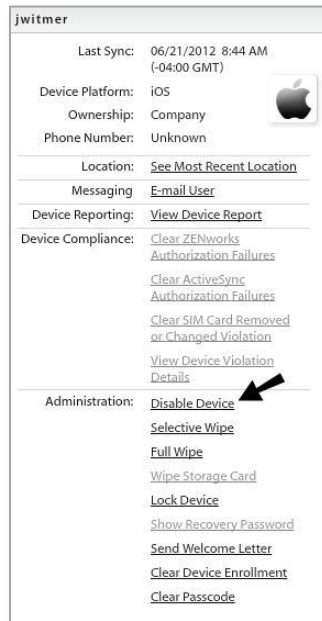 jwitmer
Last Sync: 06/21/2012 8:44 AM
(-04:00 GMT)
Device Platform: iOS
Ownership: Company
Phone Number: Unknown
Location: See Most Recent Location
Messaging E-mail User
Device Reporting: View Device Report
Device Compliance: Clear ZENworks
Authorization Failures
Clear ActiveSync
Authorization Failures
Clear SIM Card Removed
or Changed Violation
View Device Violation
Details
Administration: Disable Device
Selective Wipe
Full Wipe
Wipe Storage Card
Lock Device
Show Recovery Password
Send Welcome Letter
Clear Device Enrollment
Clear Passcode